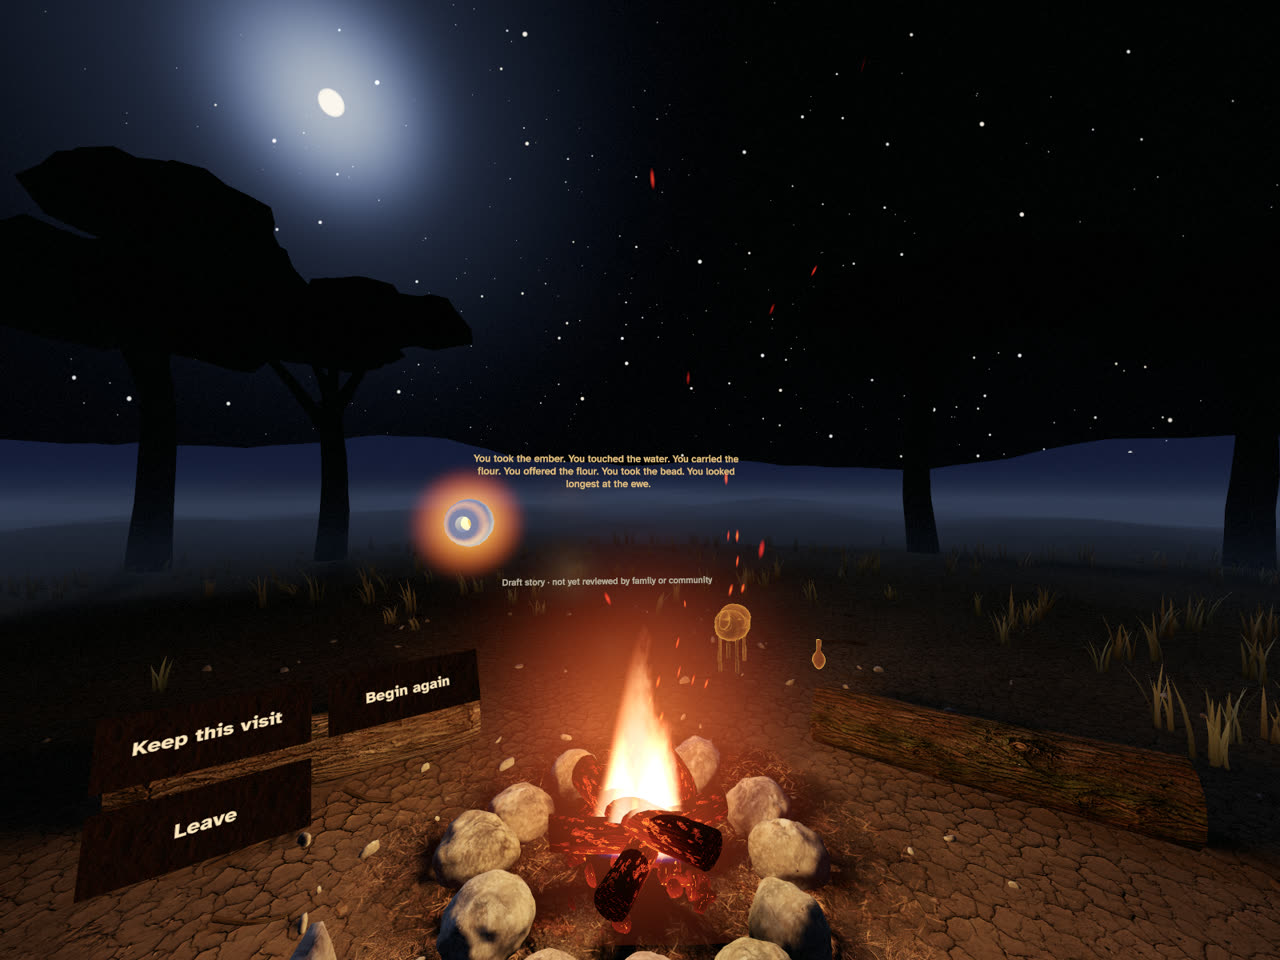 You took the ember. You touched the water. You carried the
flour. You offered the flour. You took the bead. You looked
longest at the ewe.
Draft story · not yet reviewed by family or community
Begin again
Keep this visit
Leave